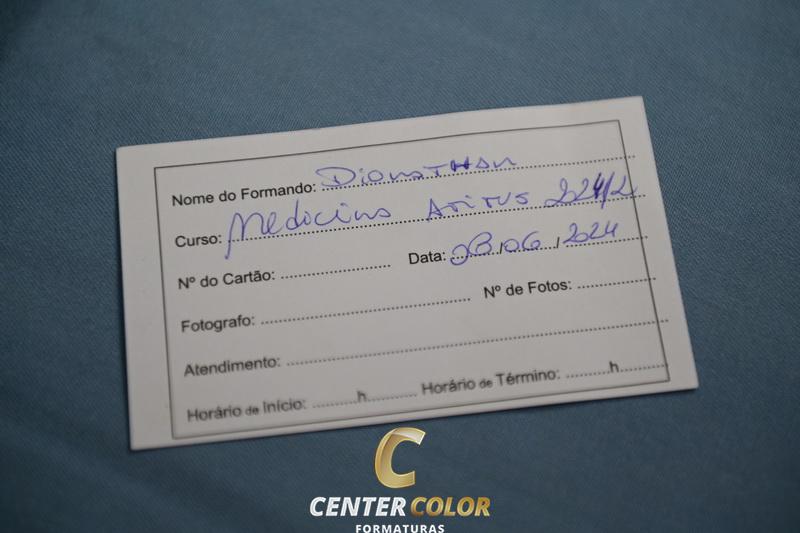 Nome do Formando: Dionathan
Curso: Medicina Atitus 2024/2
Nº do Cartão: Data: 08/06/2024
Fotografo: Nº de Fotos:
Atendimento:
Horário de Início: h Horário de Término: h
C
CENTER COLOR
FORMATURAS